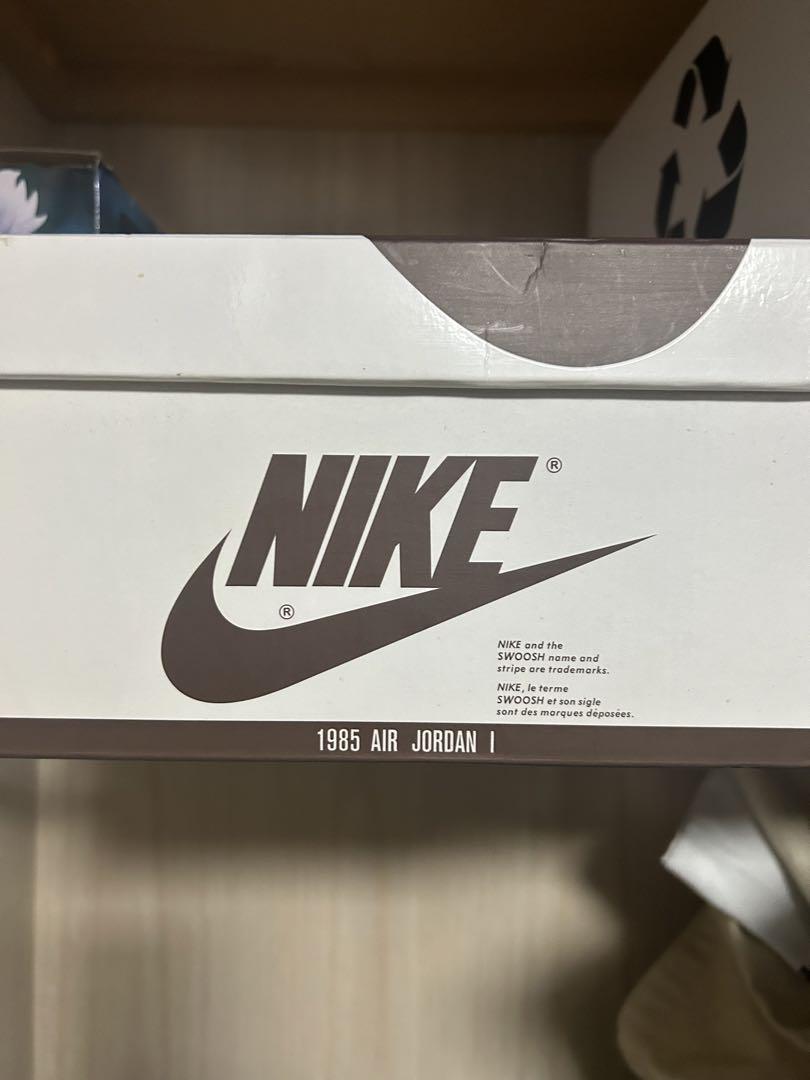 NIKE®
®
NIKE and the
SWOOSH name and
stripe are trademarks.
NIKE, le terme
SWOOSH et son sigle
sont des marques déposées.
1985 AIR JORDAN I